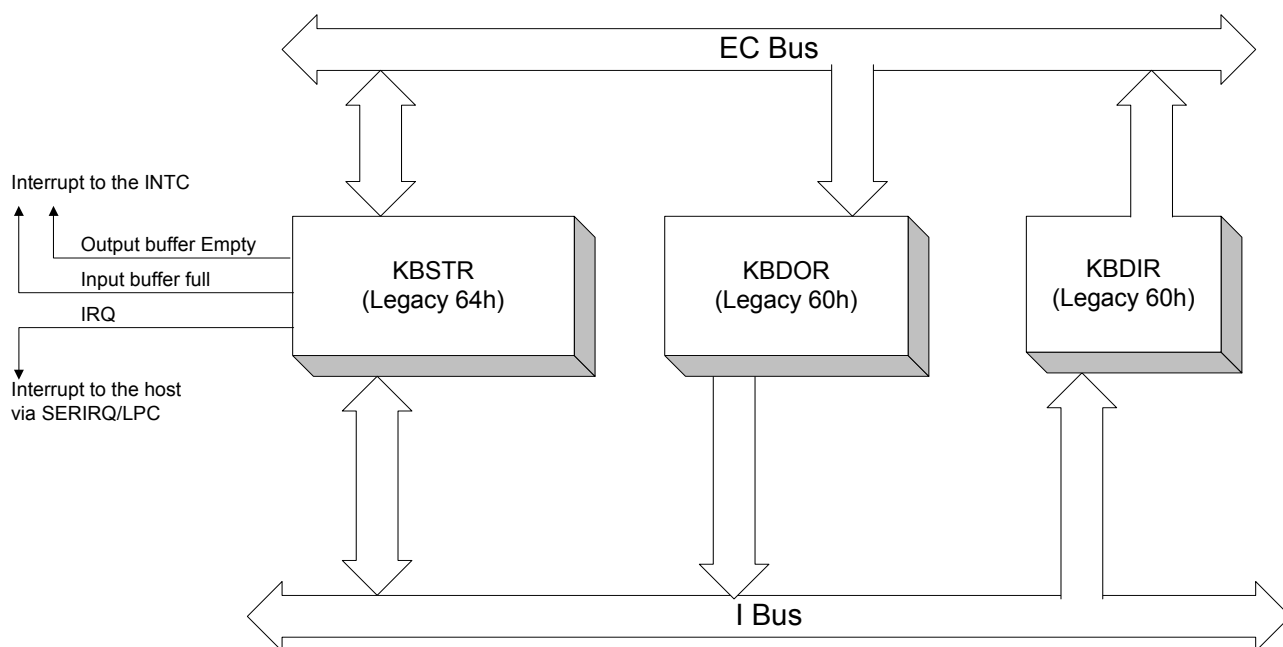 EC Bus
Interrupt to the INTC
Output buffer Empty
Input buffer full
IRQ
Interrupt to the host
via SERIRQ/LPC
KBSTR
(Legacy 64h)
KBDOR
(Legacy 60h)
KBDIR
(Legacy 60h)
I Bus